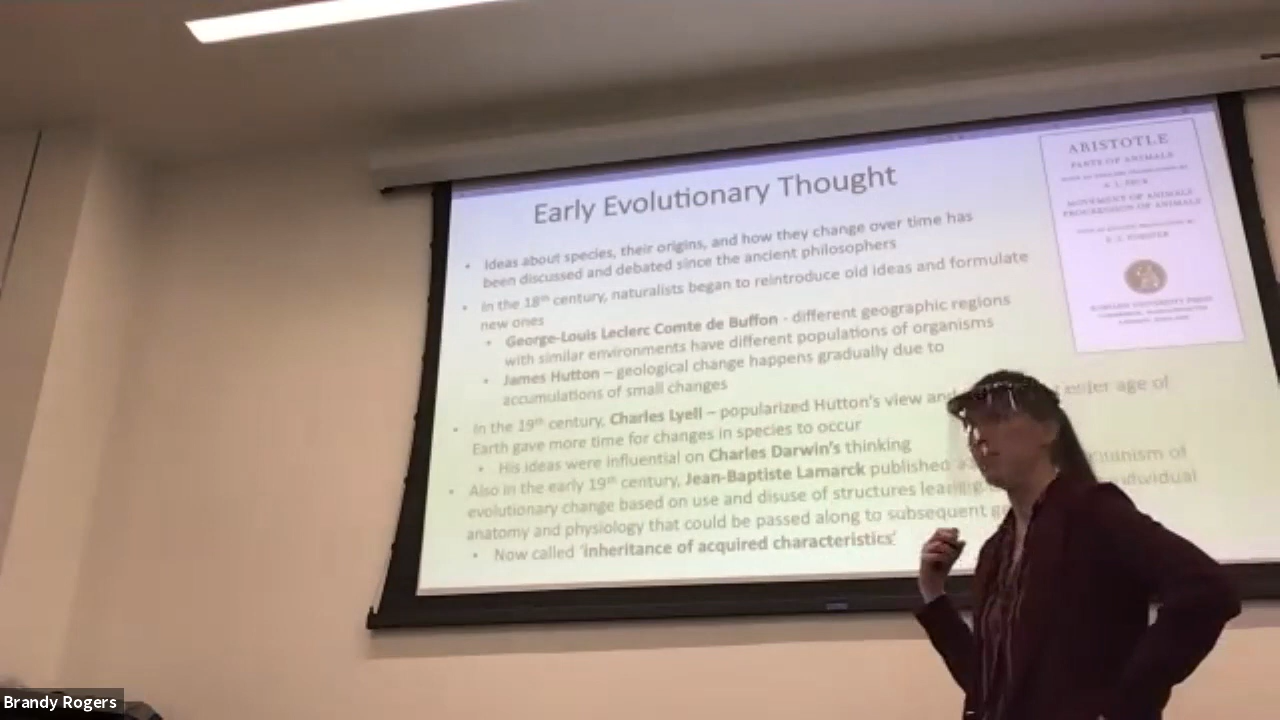 Early Evolutionary Thought
• Ideas about species, their origins, and how they change over time has
been discussed and debated since the ancient philosophers
• In the 18th century, naturalists began to reintroduce old ideas and formulate
new ones
• George-Louis Leclerc Comte de Buffon - different geographic regions
with similar environments have different populations of organisms
• James Hutton – geological change happens gradually due to
accumulations of small changes
• In the 19th century, Charles Lyell – popularized Hutton's view and age of
Earth gave more time for changes in species to occur
• His ideas were influential on Charles Darwin's thinking
• Also in the early 19th century, Jean-Baptiste Lamarck published of
evolutionary change based on use and disuse of structures
anatomy and physiology that could be passed along to subsequent
• Now called 'inheritance of acquired characteristics'
ARISTOTLE
PARTS OF ANIMALS
MOVEMENT OF ANIMALS
PROGRESSION OF ANIMALS
HARVARD UNIVERSITY PRESS
Brandy Rogers